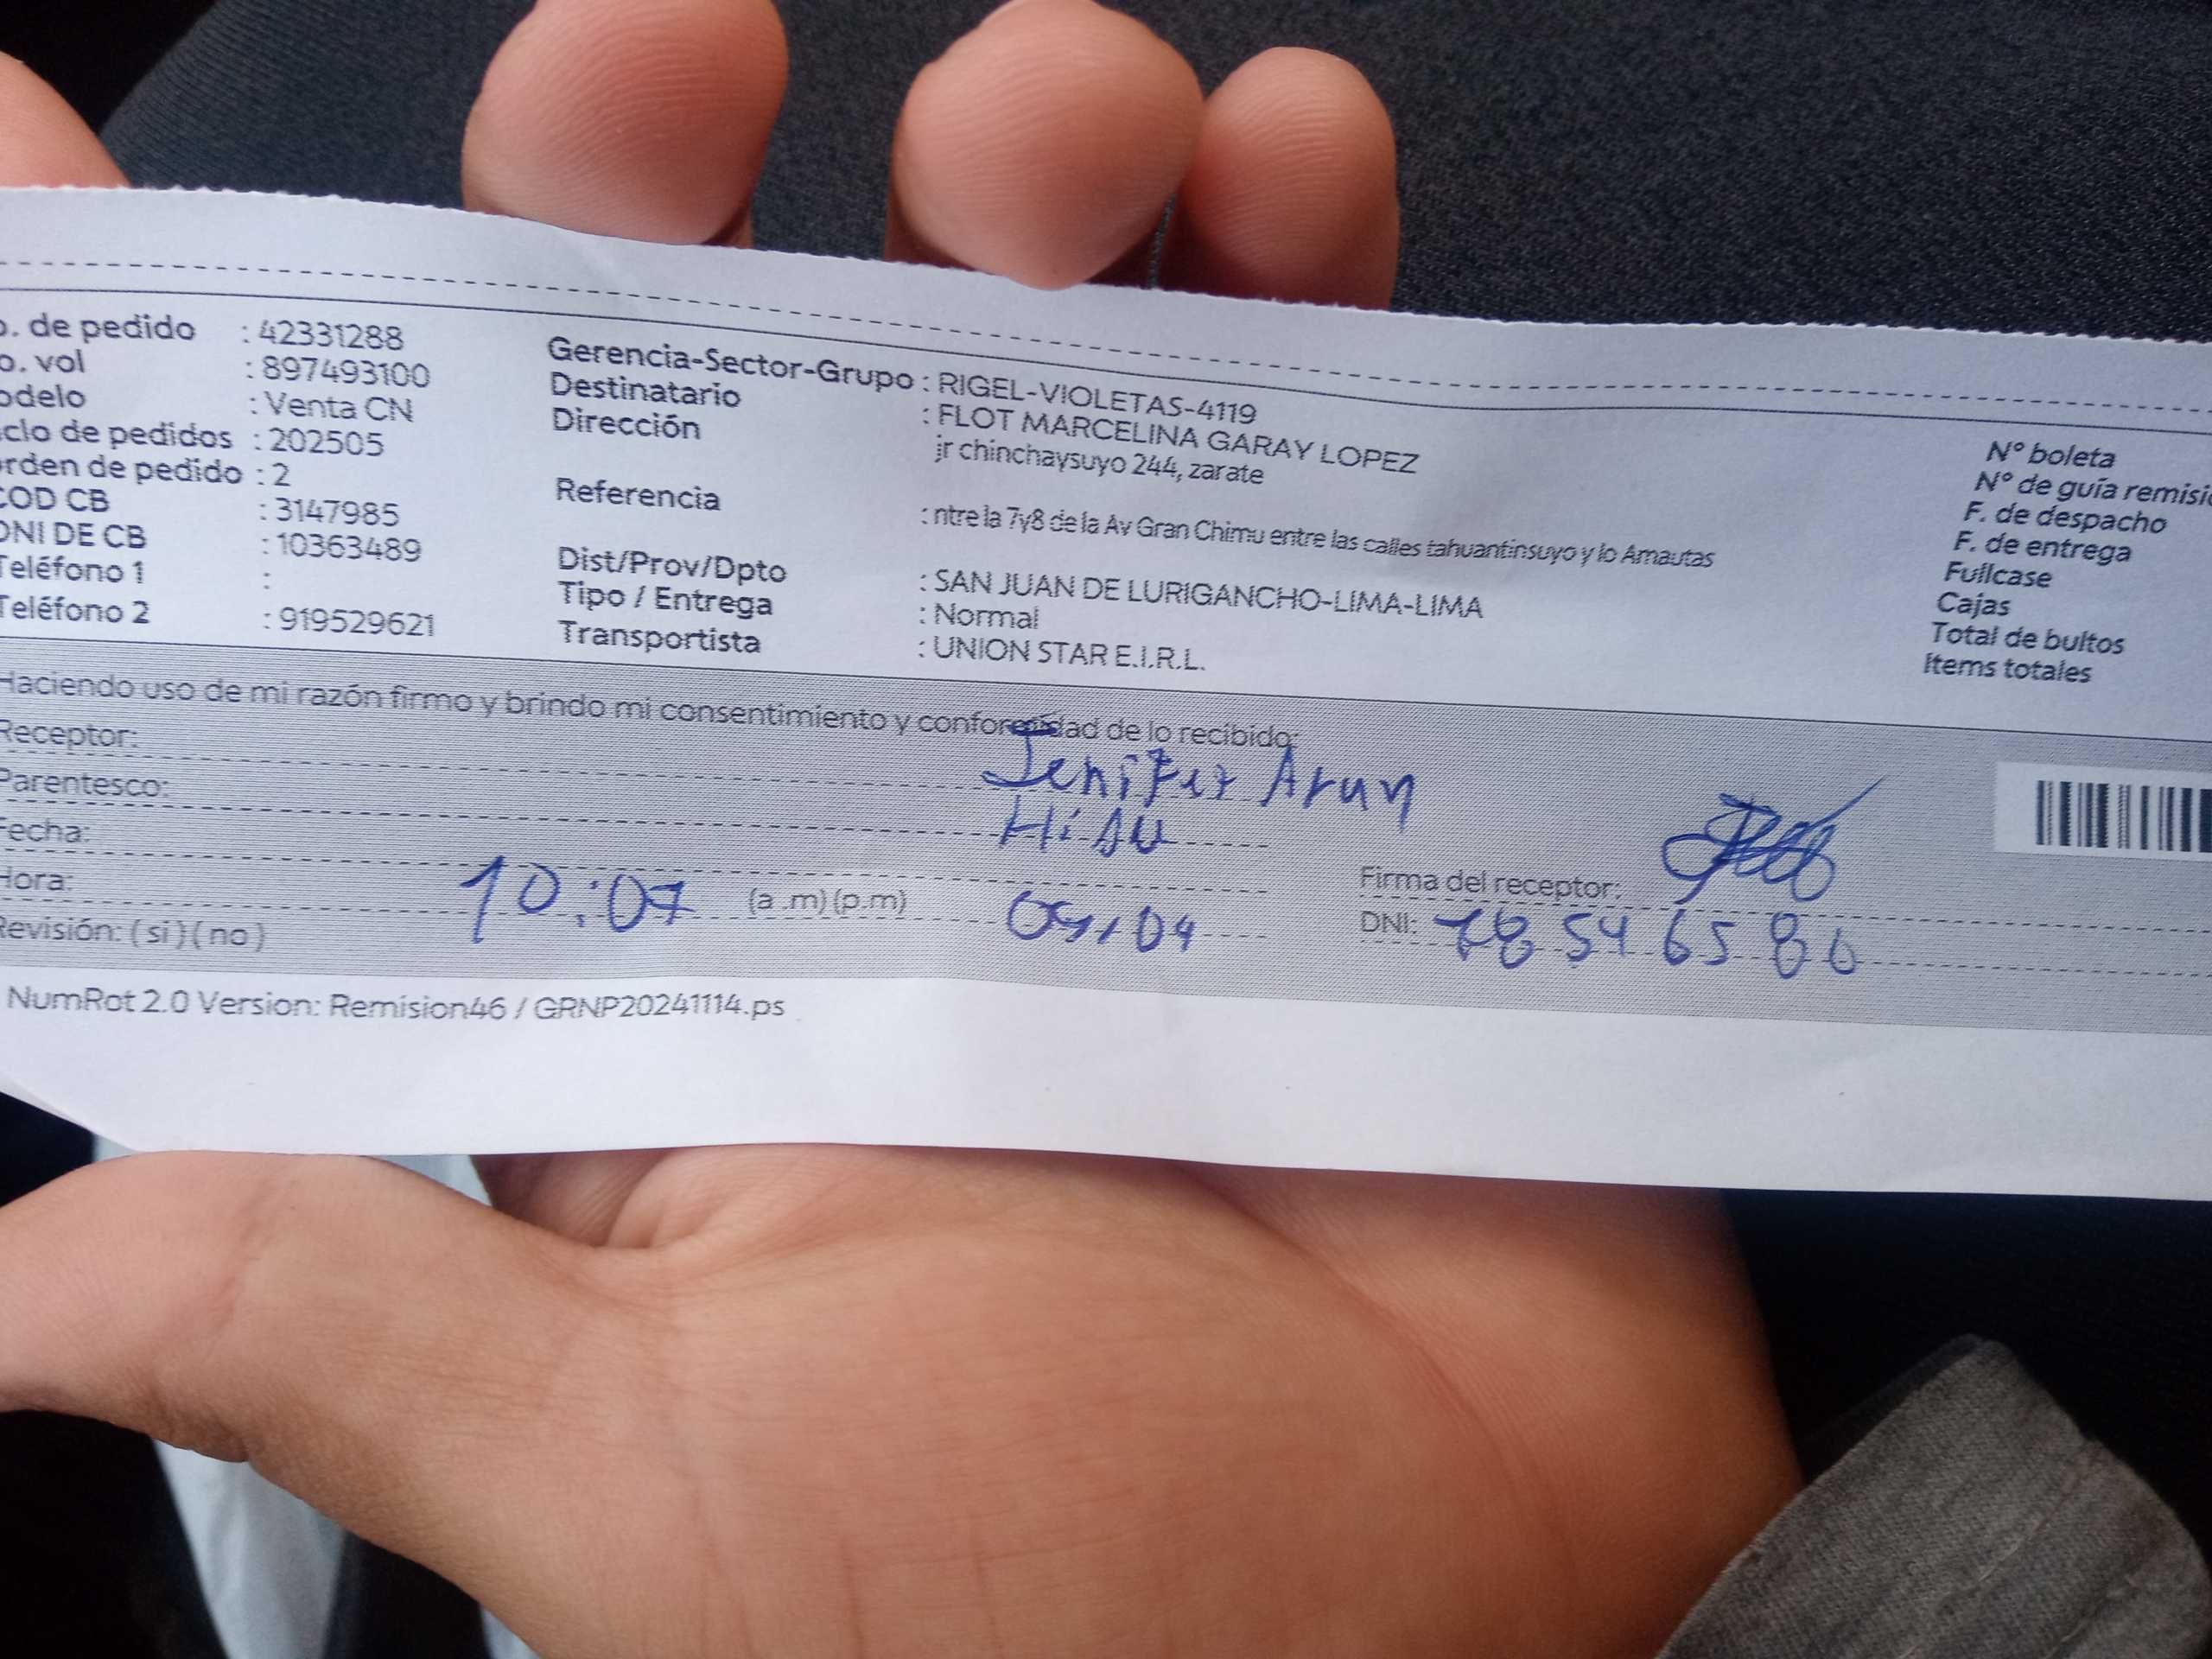 o. de pedido : 42331288
o. vol : 897493100
odelo : Venta CN
clo de pedidos : 202505
rden de pedido : 2
COD CB : 3147985
DNI DE CB : 10363489
Teléfono 1 :
Teléfono 2 : 919529621
Gerencia-Sector-Grupo : RIGEL-VIOLETAS-4119
Destinatario : FLOT MARCELINA GARAY LOPEZ
Dirección jr chinchaysuyo 244, zarate
Referencia : ntre la 7y8 de la Av Gran Chimu entre las calles tahuantinsuyo y lo Amautas
Dist/Prov/Dpto : SAN JUAN DE LURIGANCHO-LIMA-LIMA
Tipo / Entrega : Normal
Transportista : UNION STAR E.I.R.L.
N° boleta
N° de guía remisi
F. de despacho
F. de entrega
Fullcase
Cajas
Total de bultos
Items totales
Haciendo uso de mi razón firmo y brindo mi consentimiento y conformidad de lo recibido:
Receptor: Jenifer
Parentesco:
Fecha:
Hora: 10:07 (a .m) (p.m)
Revisión: ( si ) ( no )
Firma del receptor:
DNI:
NumRot 2.0 Version: Remision46 / GRNP20241114.ps